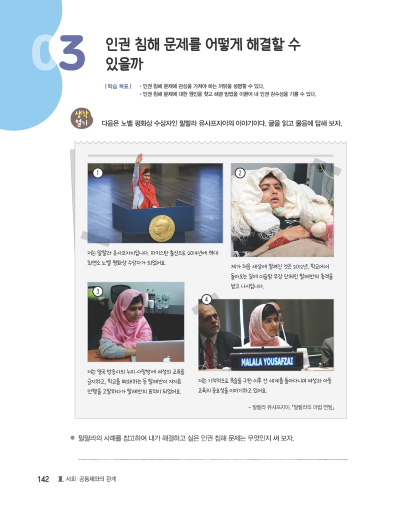 03
인권 침해 문제를 어떻게 해결할 수
있을까
| 학습 목표 |
• 인권 침해 문제에 관심을 가져야 하는 까닭을 설명할 수 있다.
• 인권 침해 문제에 대한 원인을 찾고 해결 방법을 이끌어 내 인권 감수성을 기를 수 있다.
생각
열기
다음은 노벨 평화상 수상자인 말랄라 유사프자이의 이야기이다. 글을 읽고 물음에 답해 보자.
1
저는 말랄라 유사프자이입니다. 파키스탄 출신으로 2014년에 역대
최연소 노벨 평화상 수상자가 되었어요.
2
제가 처음 세상에 알려진 것은 2012년, 학교에서
돌아오는 길에 이슬람 무장 단체인 탈레반의 총격을
받고 나서입니다.
3
저는 영국 방송사의 누리 사랑방에 여성의 교육을
금지하고, 학교를 폐쇄하는 등 탈레반이 저지른
만행을 고발하다가 탈레반의 표적이 되었어요.
4
MALALA YOUSAFZAI
저는 기적적으로 목숨을 구한 이후 전 세계를 돌아다니며 여성과 아동
교육의 중요성을 이야기하고 있어요.
- 말랄라 유사프자이, 『말랄라의 마법 연필』
말랄라의 사례를 참고하여 내가 해결하고 싶은 인권 침해 문제는 무엇인지 써 보자.
142 Ⅲ. 사회·공동체와의 관계